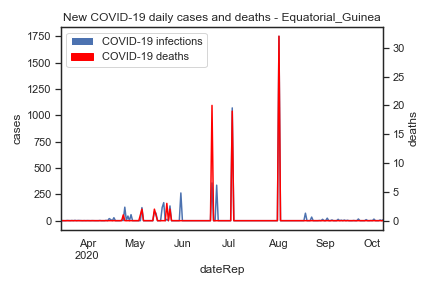 New COVID-19 daily cases and deaths - Equatorial_Guinea
COVID-19 infections
COVID-19 deaths
1750
1500
1250
1000
750
500
250
0
cases
30
25
20
15
10
5
0
deaths
Apr May Jun Jul Aug Sep Oct
2020
dateRep